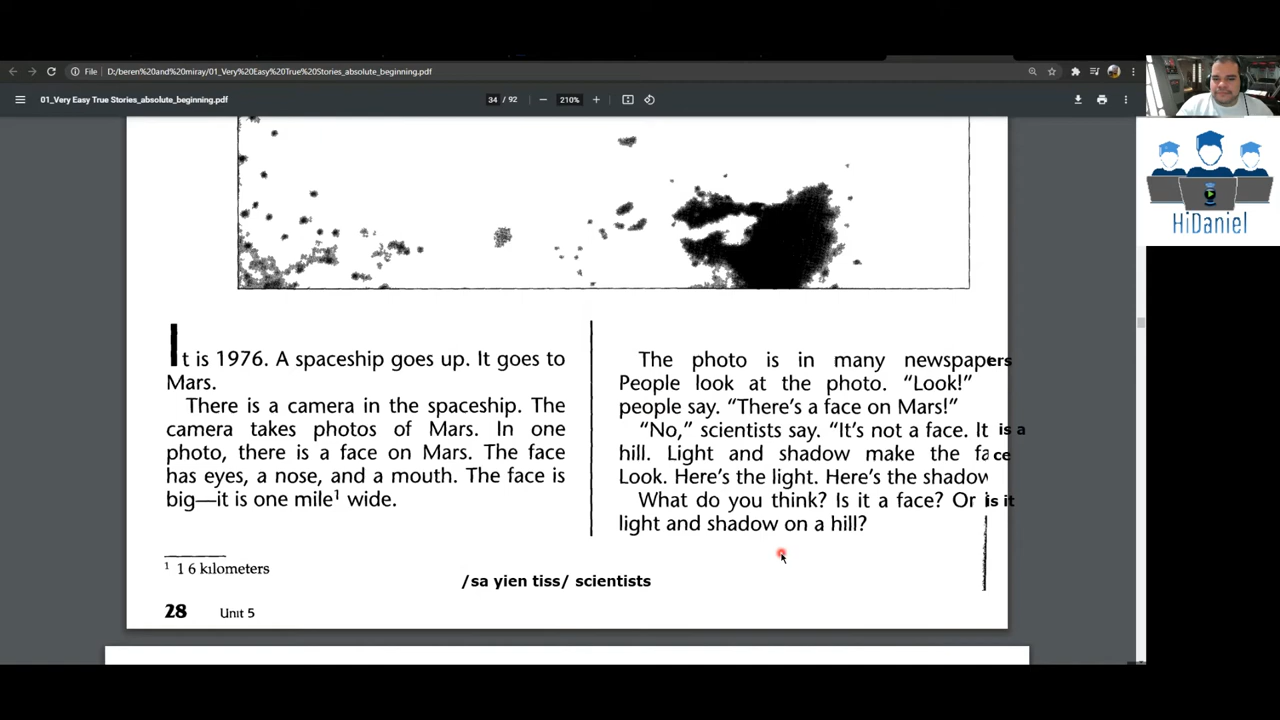 File
D:/beren%20and%20miray/01_Very%20Easy%20True%20Stories_absolute_beginning.pdf
01_Very Easy True Stories_absolute_beginning.pdf
34 / 92
210%
HiDaniel
It is 1976. A spaceship goes up. It goes to
Mars.
There is a camera in the spaceship. The
camera takes photos of Mars. In one
photo, there is a face on Mars. The face
has eyes, a nose, and a mouth. The face is
big—it is one mile¹ wide.
¹ 1 6 kilometers
28 Unit 5
The photo is in many newspapers
People look at the photo. “Look!”
people say. “There’s a face on Mars!”
“No,” scientists say. “It’s not a face. It is a
hill. Light and shadow make the face
Look. Here’s the light. Here’s the shadow
What do you think? Is it a face? Or is it
light and shadow on a hill?
/sa yien tiss/ scientists